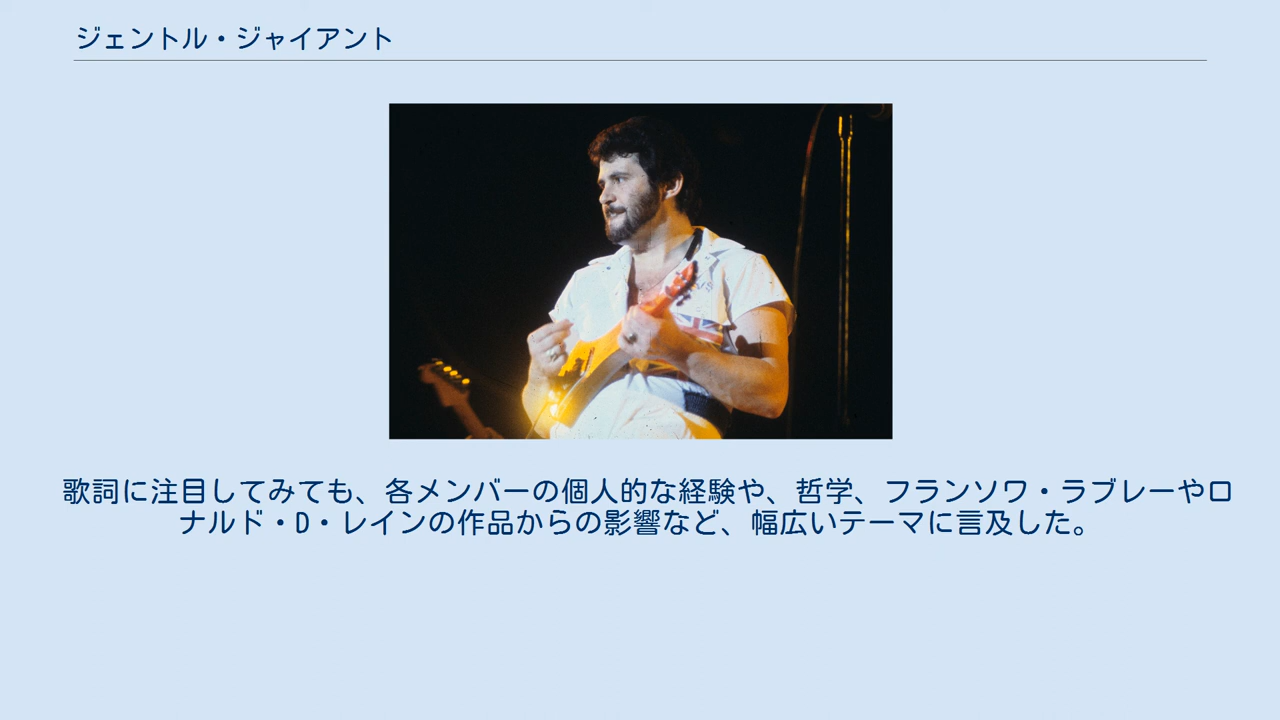 ジェントル・ジャイアント
歌詞に注目してみても、各メンバーの個人的な経験や、哲学、フランソワ・ラブレーやロ
ナルド・D・レインの作品からの影響など、幅広いテーマに言及した。